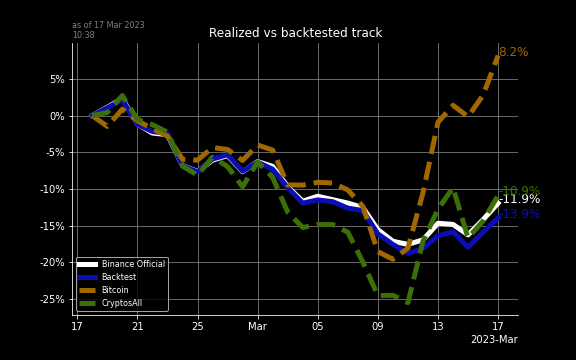 as of 17 Mar 2023
10:38
Realized vs backtested track
8.2%
5%
0%
-5%
-10%
-15%
-20%
-25%
-10.9%
-11.9%
-13.9%
Binance Official
Backtest
Bitcoin
CryptosAll
17
21
25
Mar
05
09
13
17
2023-Mar